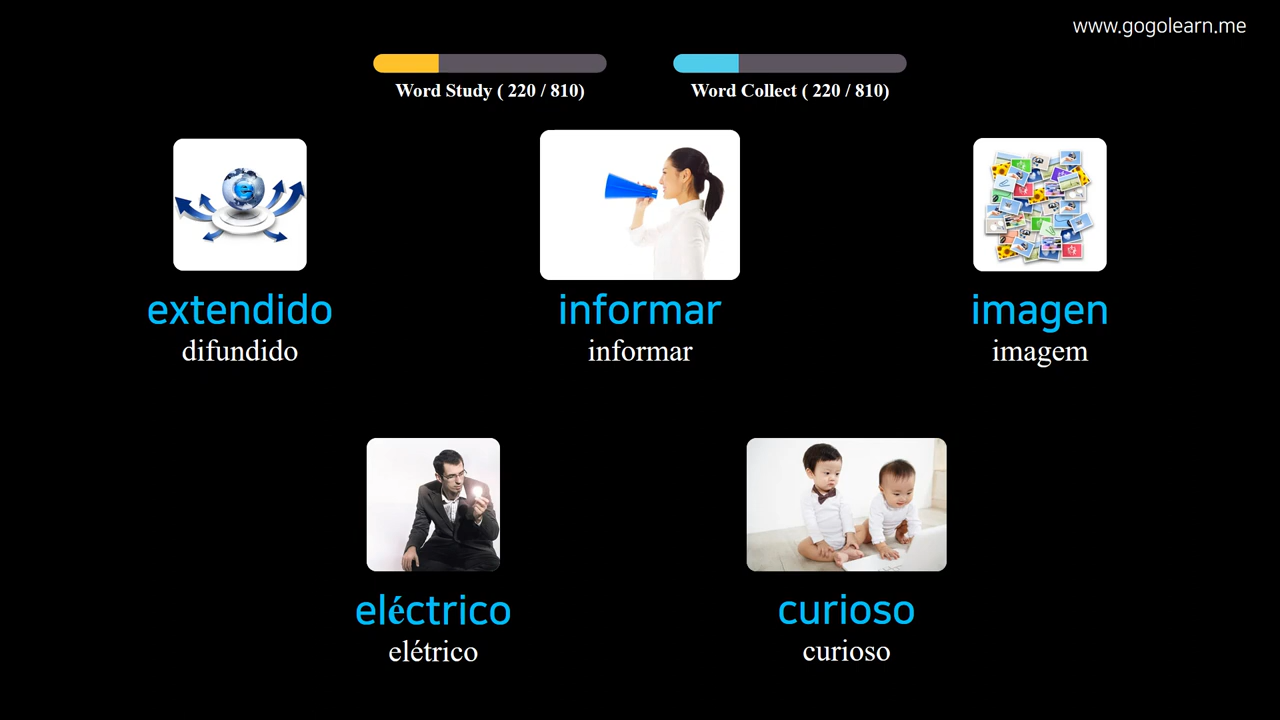 www.gogolearn.me
Word Study ( 220 / 810)
Word Collect ( 220 / 810)
extendido
difundido
informar
informar
imagen
imagem
eléctrico
elétrico
curioso
curioso